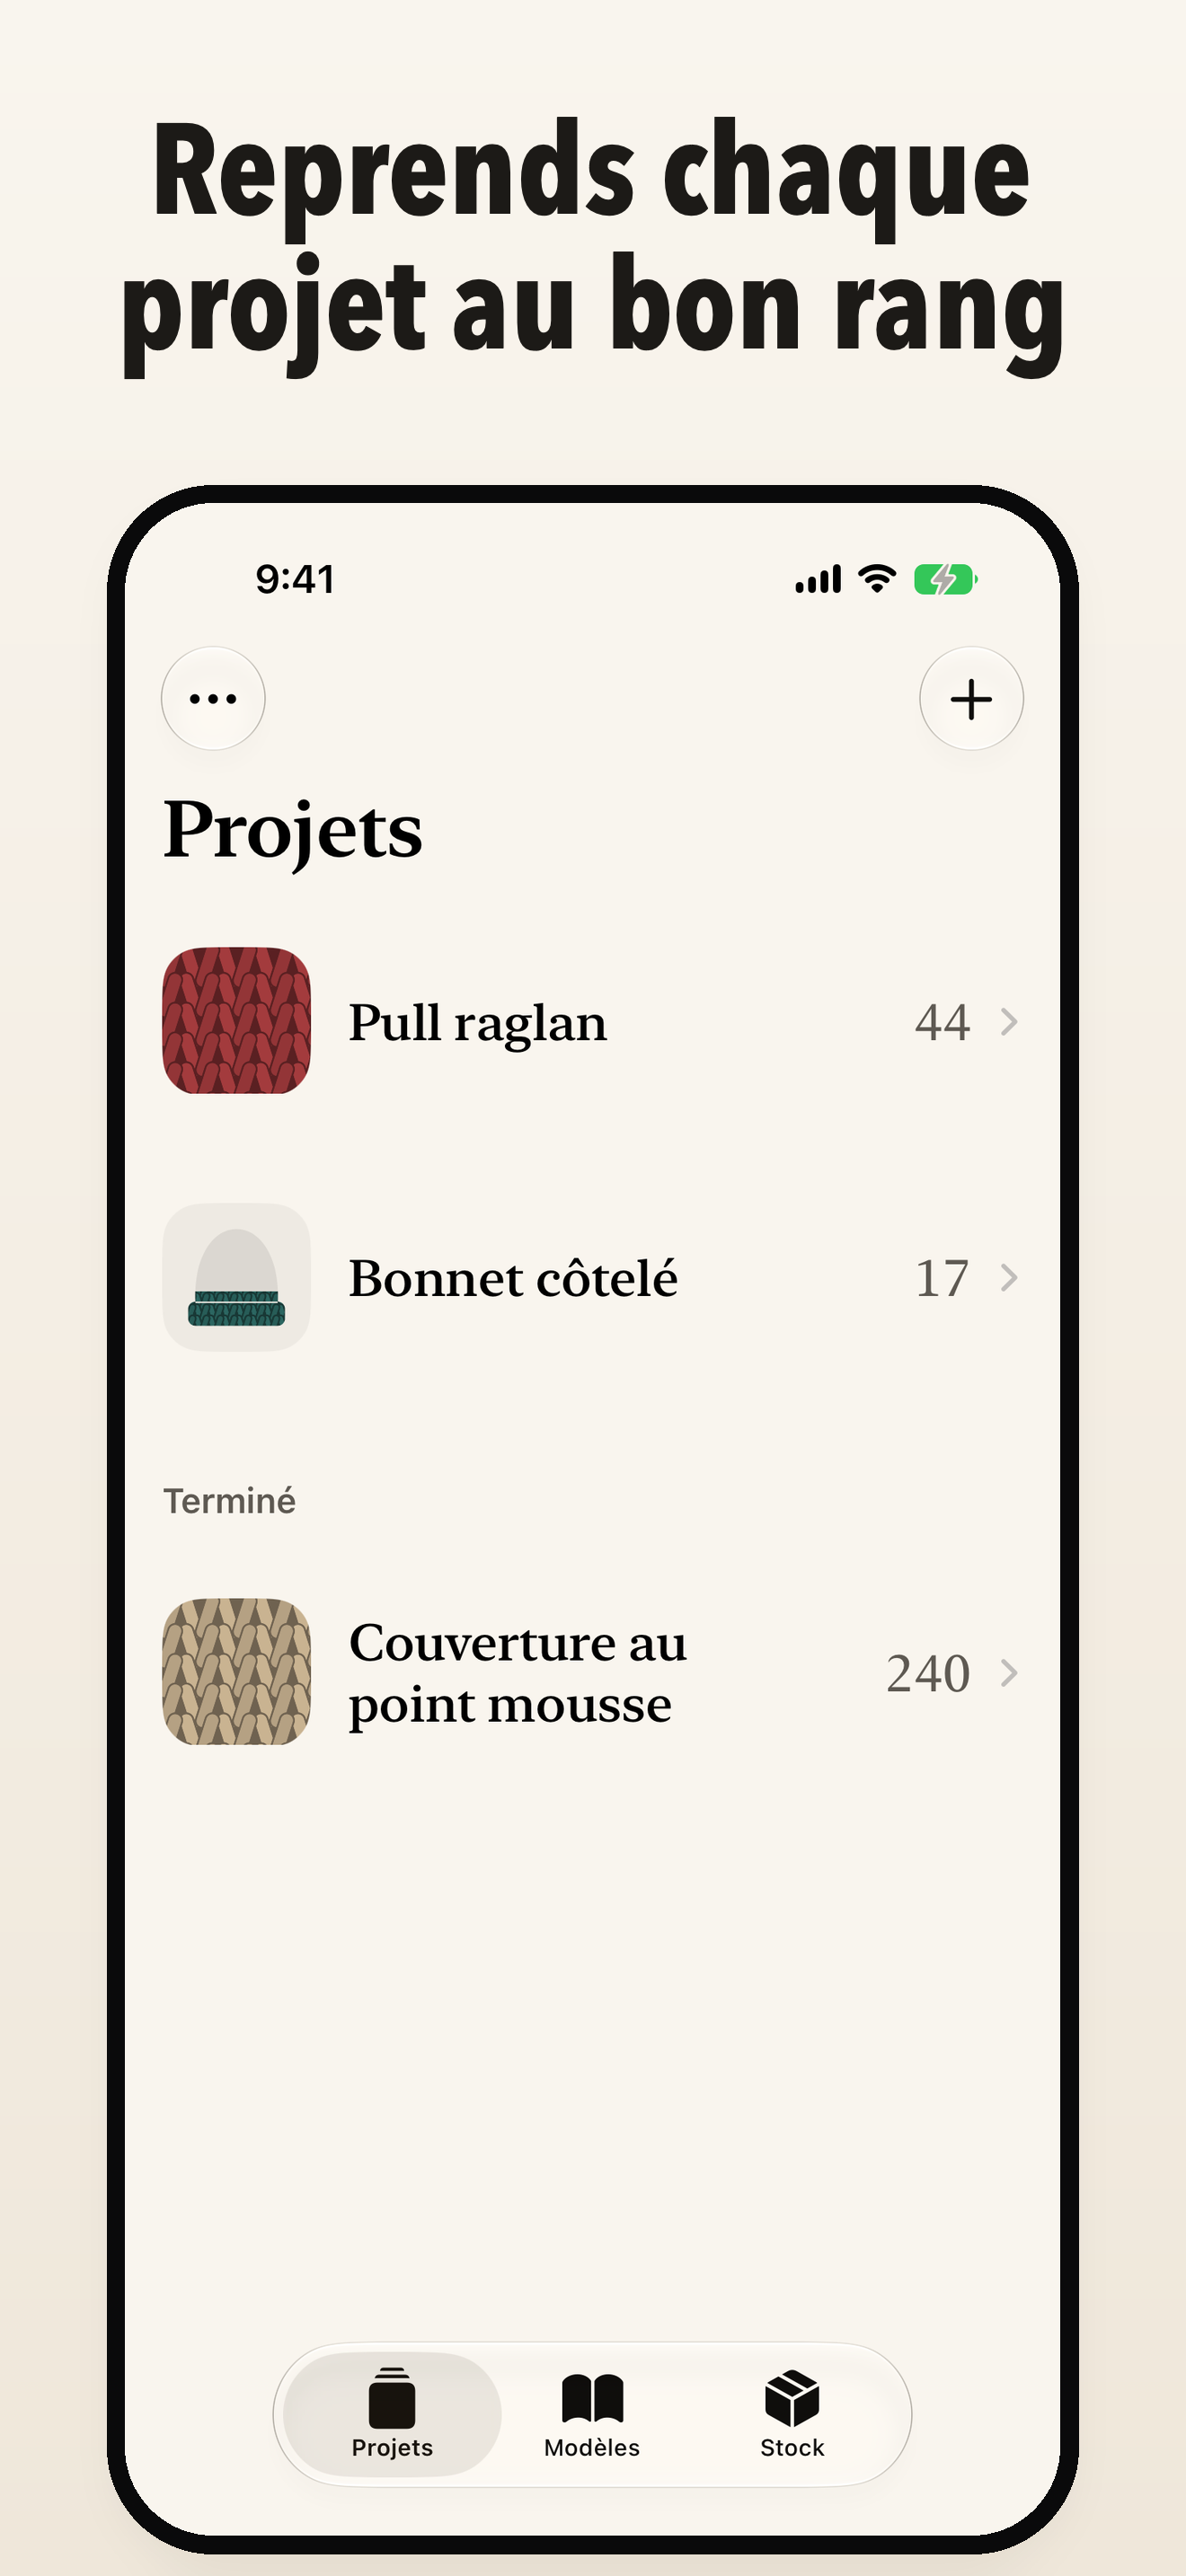 Reprends chaque
projet au bon rang
9:41
Projets
Pull raglan
44
Bonnet côtelé
17
Terminé
Couverture au
point mousse
240
Projets
Modèles
Stock